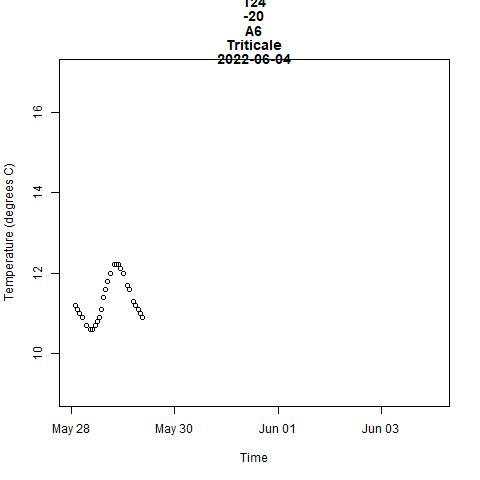 124
-20
A6
Triticale
2022-06-04
16
14
12
10
Temperature (degrees C)
May 28
May 30
Jun 01
Jun 03
Time